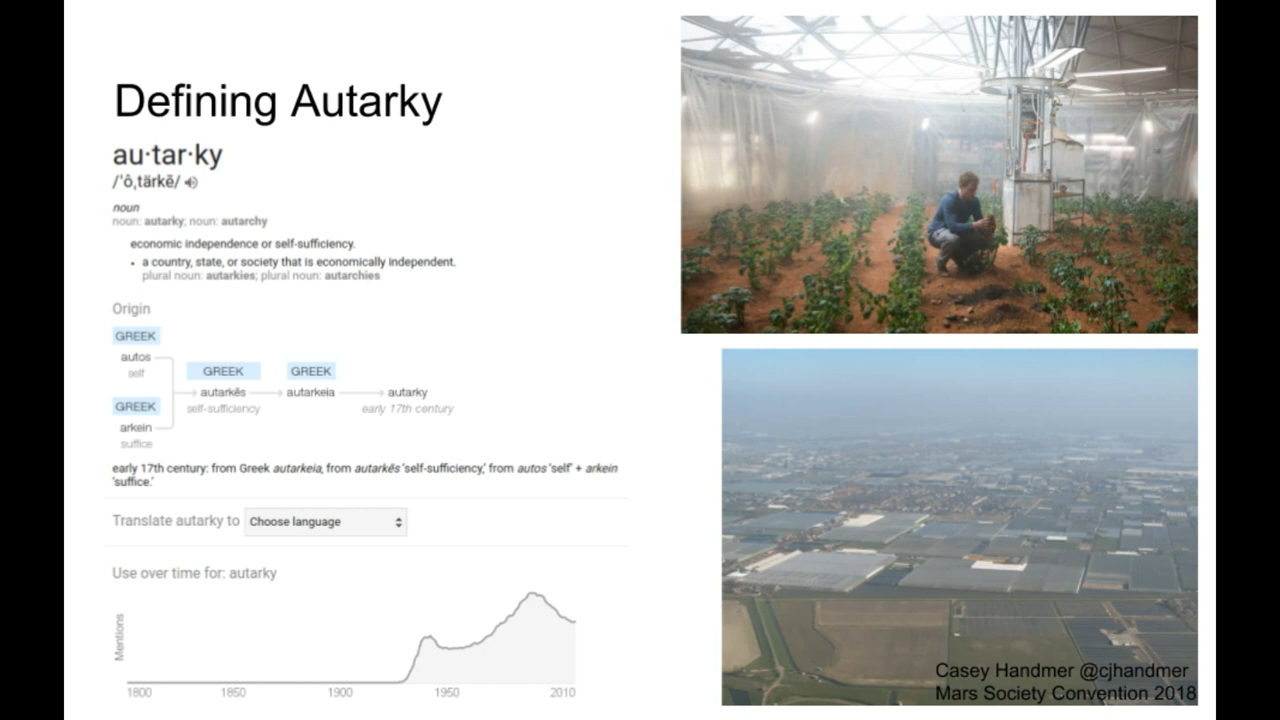 Defining Autarky
au·tar·ky
/ˈôˌtärkē/
noun
noun: autarky; noun: autarchy
economic independence or self-sufficiency.
• a country, state, or society that is economically independent.
plural noun: autarkies; plural noun: autarchies
Origin
GREEK
autos
self
GREEK
arkein
suffice
GREEK
autarkēs
self-sufficiency
GREEK
autarkeia
autarky
early 17th century
early 17th century: from Greek autarkeia, from autarkēs ‘self-sufficiency,’ from autos ‘self’ + arkein
‘suffice.’
Translate autarky to Choose language
Use over time for: autarky
Mentions
1800 1850 1900 1950 2010
Casey Handmer @cjhandmer
Mars Society Convention 2018